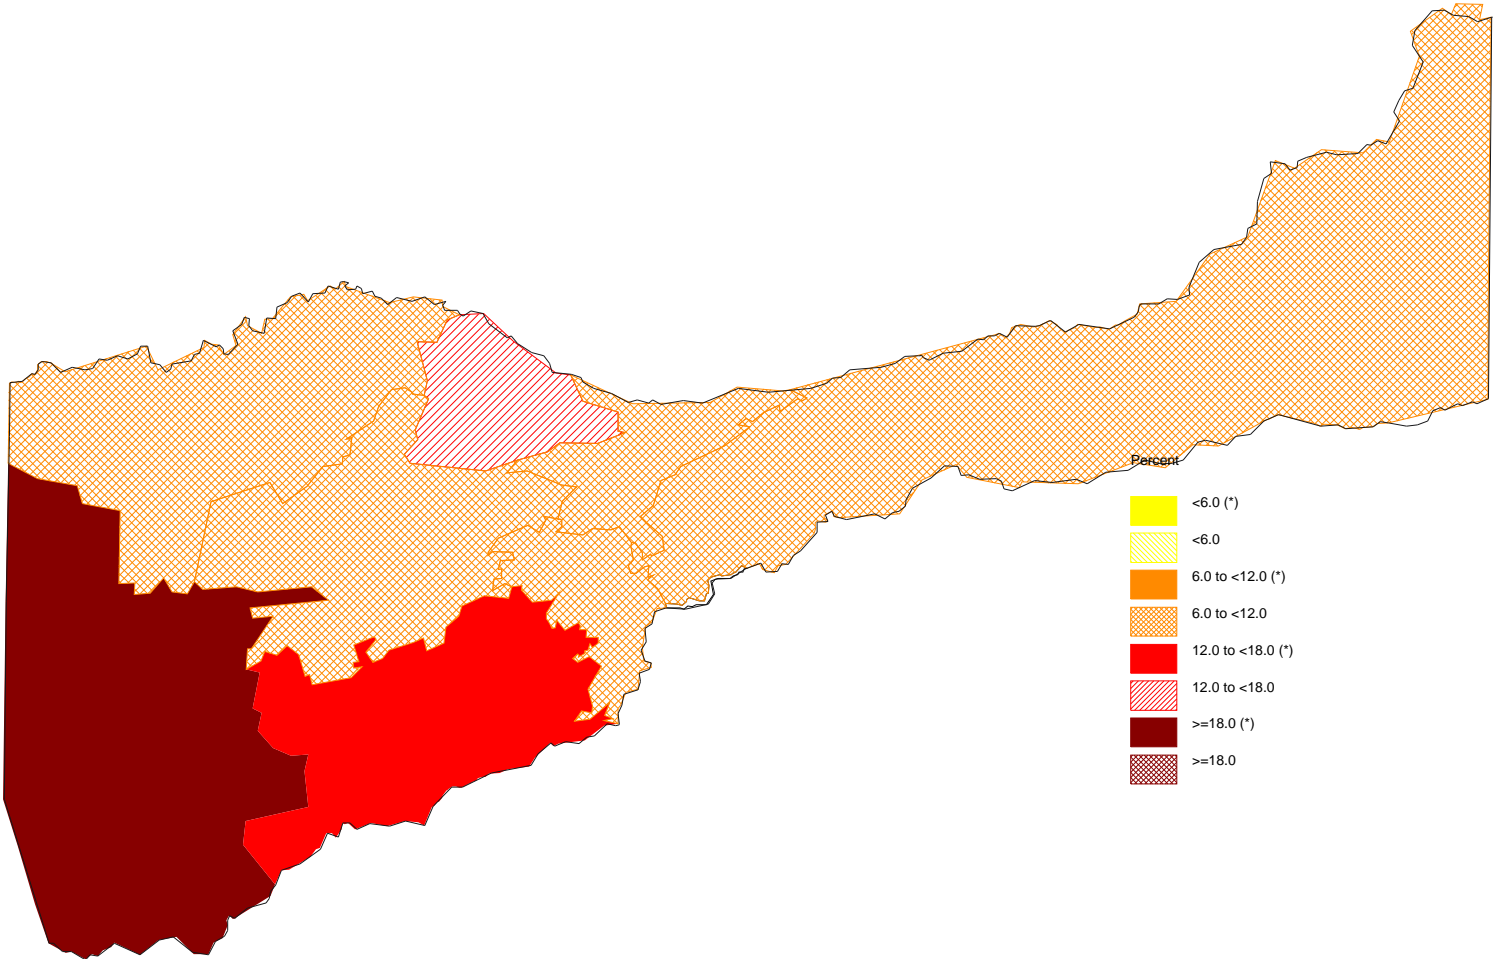 Percent
<6.0 (*)
<6.0
6.0 to <12.0 (*)
6.0 to <12.0
12.0 to <18.0 (*)
12.0 to <18.0
>=18.0 (*)
>=18.0